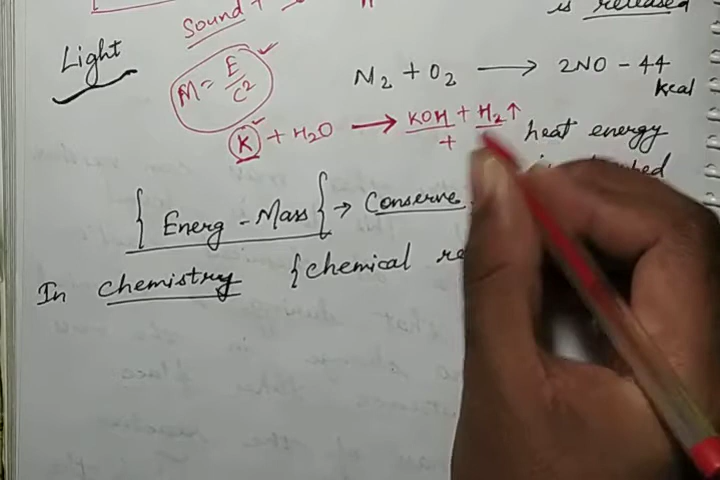 is released
Sound +
Light
M = E/C²
N₂ + O₂ → 2NO - 44 kcal
K + H₂O → KOH + H₂↑
+
heat energy
{Energ - Mass} → Conserve
In chemistry {chemical re